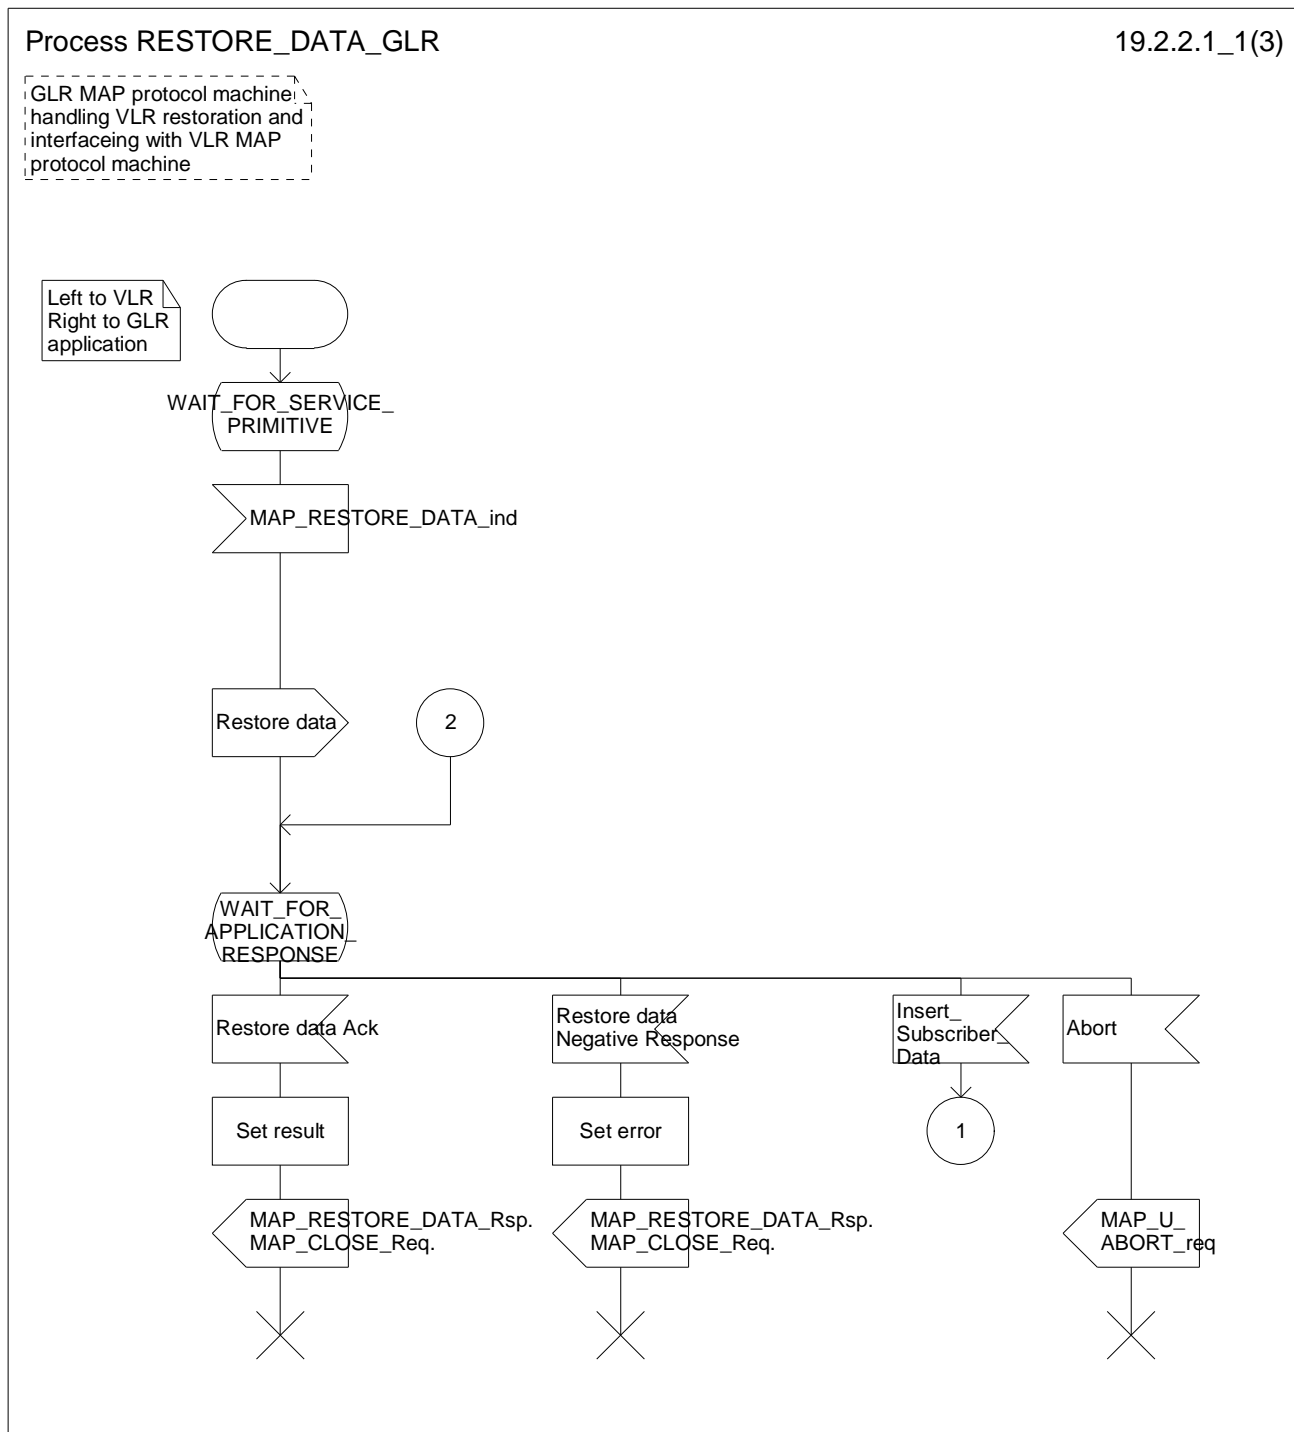 Process RESTORE_DATA_GLR
19.2.2.1_1(3)
GLR MAP protocol machine
handling VLR restoration and
interfaceing with VLR MAP
protocol machine
Left to VLR
Right to GLR
application
WAIT_FOR_SERVICE_
PRIMITIVE
MAP_RESTORE_DATA_ind
Restore data
2
WAIT_FOR_
APPLICATION_
RESPONSE
Restore data Ack
Restore data
Negative Response
Insert_
Subscriber_
Data
Abort
Set result
Set error
1
MAP_RESTORE_DATA_Rsp.
MAP_CLOSE_Req.
MAP_RESTORE_DATA_Rsp.
MAP_CLOSE_Req.
MAP_U_
ABORT_req